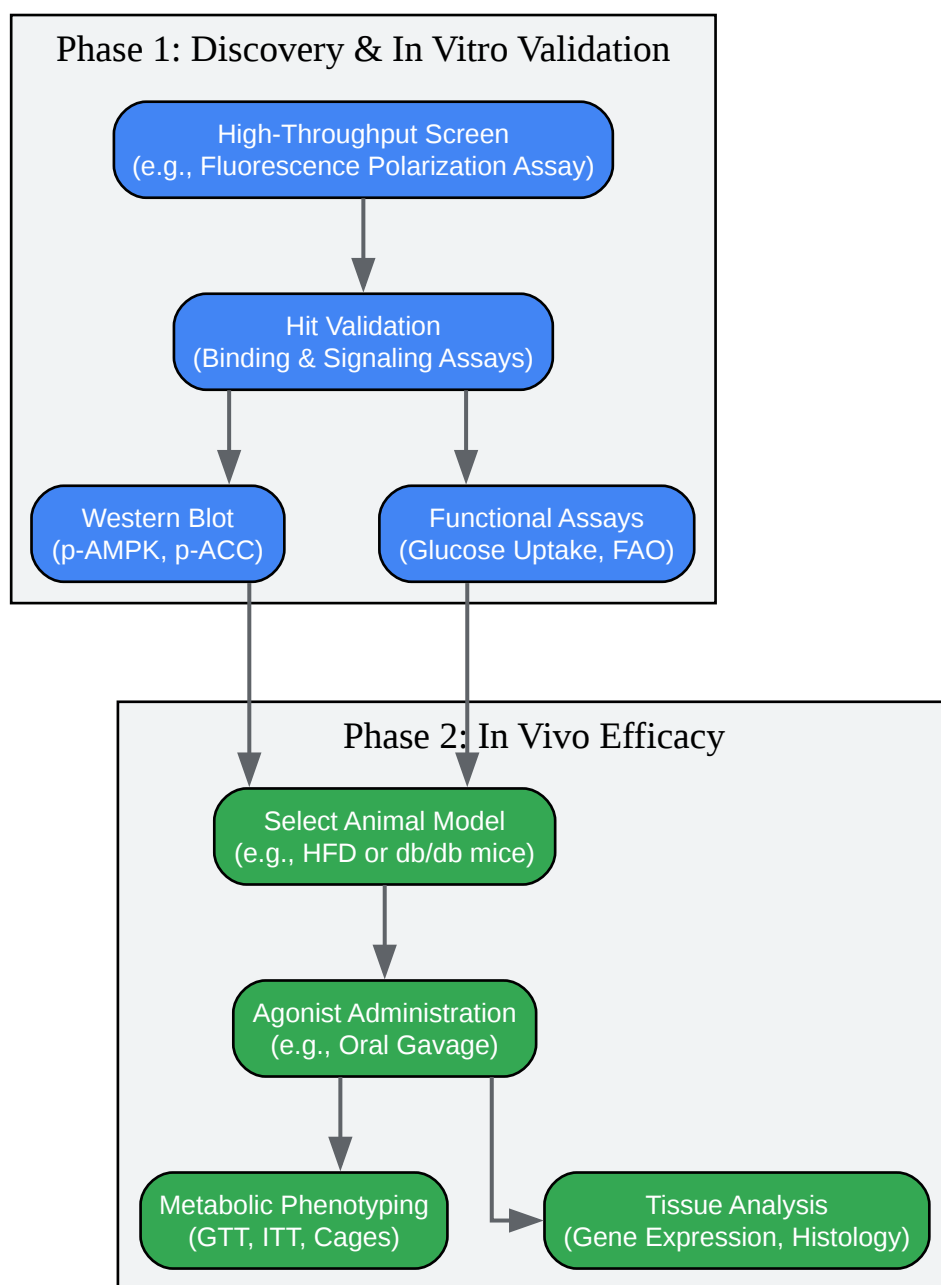 Phase 1: Discovery & In Vitro Validation
High-Throughput Screen
(e.g., Fluorescence Polarization Assay)
Hit Validation
(Binding & Signaling Assays)
Western Blot
(p-AMPK, p-ACC)
Functional Assays
(Glucose Uptake, FAO)
Phase 2: In Vivo Efficacy
Select Animal Model
(e.g., HFD or db/db mice)
Agonist Administration
(e.g., Oral Gavage)
Metabolic Phenotyping
(GTT, ITT, Cages)
Tissue Analysis
(Gene Expression, Histology)